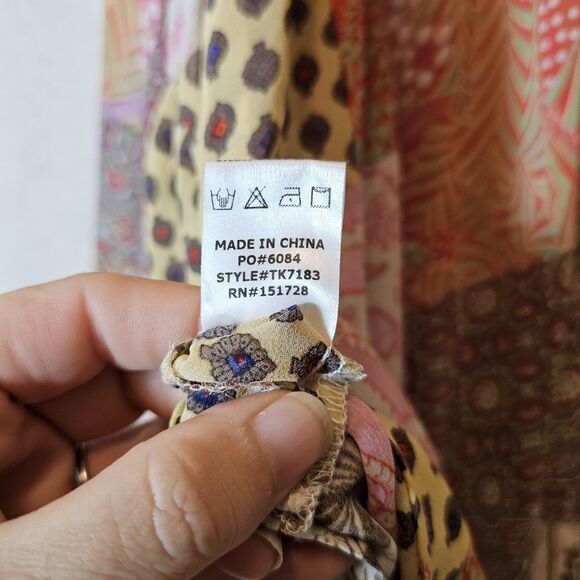 MADE IN CHINA
PO#6084
STYLE#TK7183
RN#151728